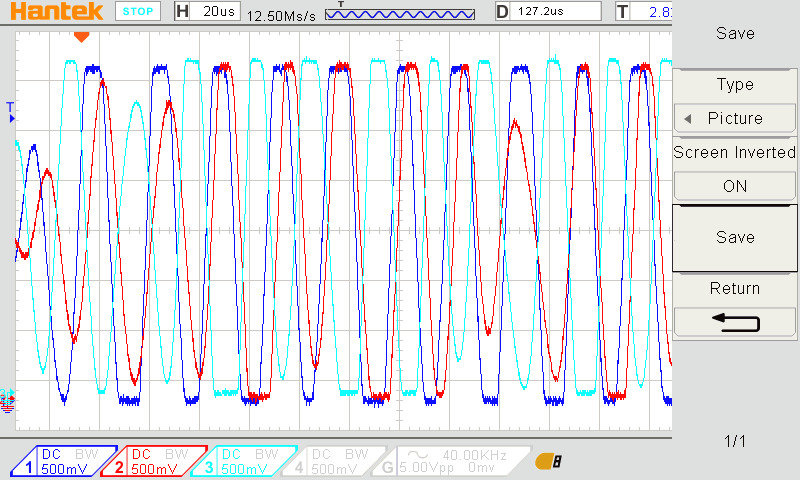 Hantek STOP H 20us 12.50Ms/s T D 127.2us T 2.8
Save
Type
Picture
Screen Inverted
ON
Save
Return
T
1/1
1 DC BW 500mV 2 DC BW 500mV 3 DC BW 500mV 4 DC BW 500mV G 40.00KHz 5.00Vpp 0mv